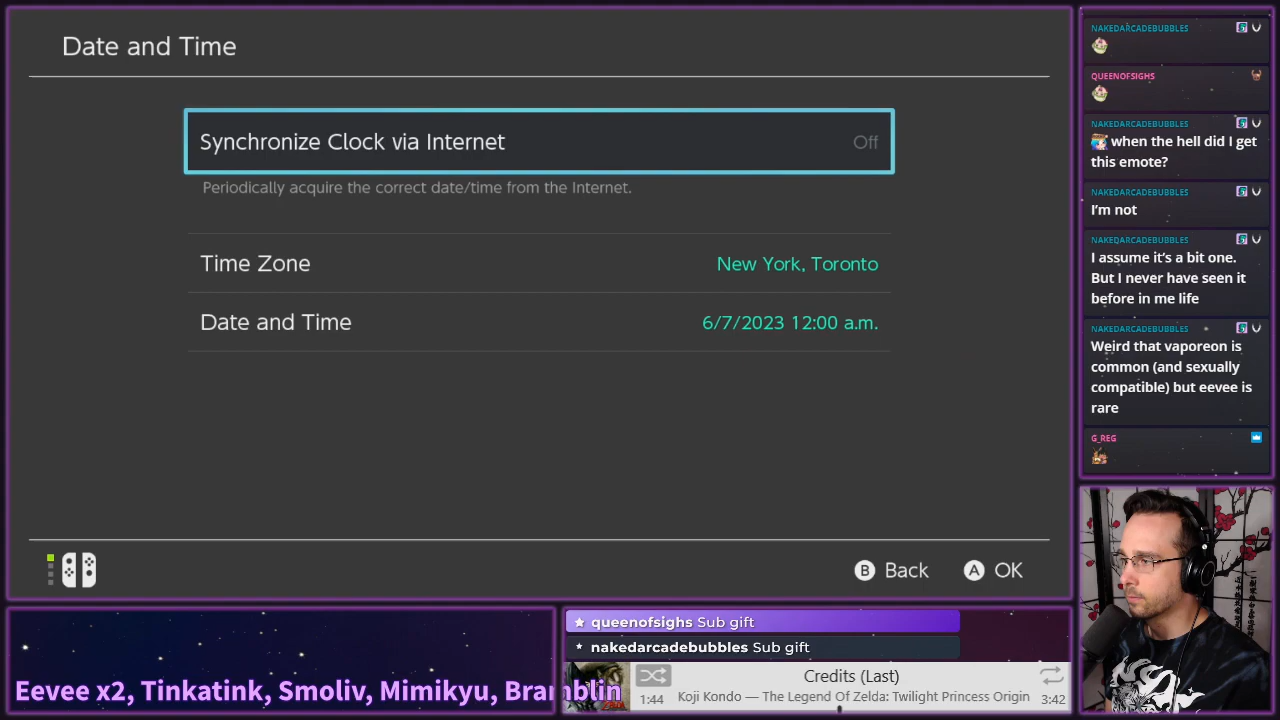 Date and Time
Synchronize Clock via Internet Off
Periodically acquire the correct date/time from the Internet.
Time Zone New York, Toronto
Date and Time 6/7/2023 12:00 a.m.
B Back A OK
NAKEDARCADEBUBBLES
QUEENOFSIGHS
NAKEDARCADEBUBBLES
when the hell did I get
this emote?
NAKEDARCADEBUBBLES
I'm not
NAKEDARCADEBUBBLES
I assume it's a bit one.
But I never have seen it
before in me life
NAKEDARCADEBUBBLES
Weird that vaporeon is
common (and sexually
compatible) but eevee is
rare
G_REG
Eevee x2, Tinkatink, Smoliv, Mimikyu, Bramblin
queenofsighs Sub gift
nakedarcadebubbles Sub gift
Credits (Last)
1:44 Koji Kondo — The Legend Of Zelda: Twilight Princess Origin 3:42